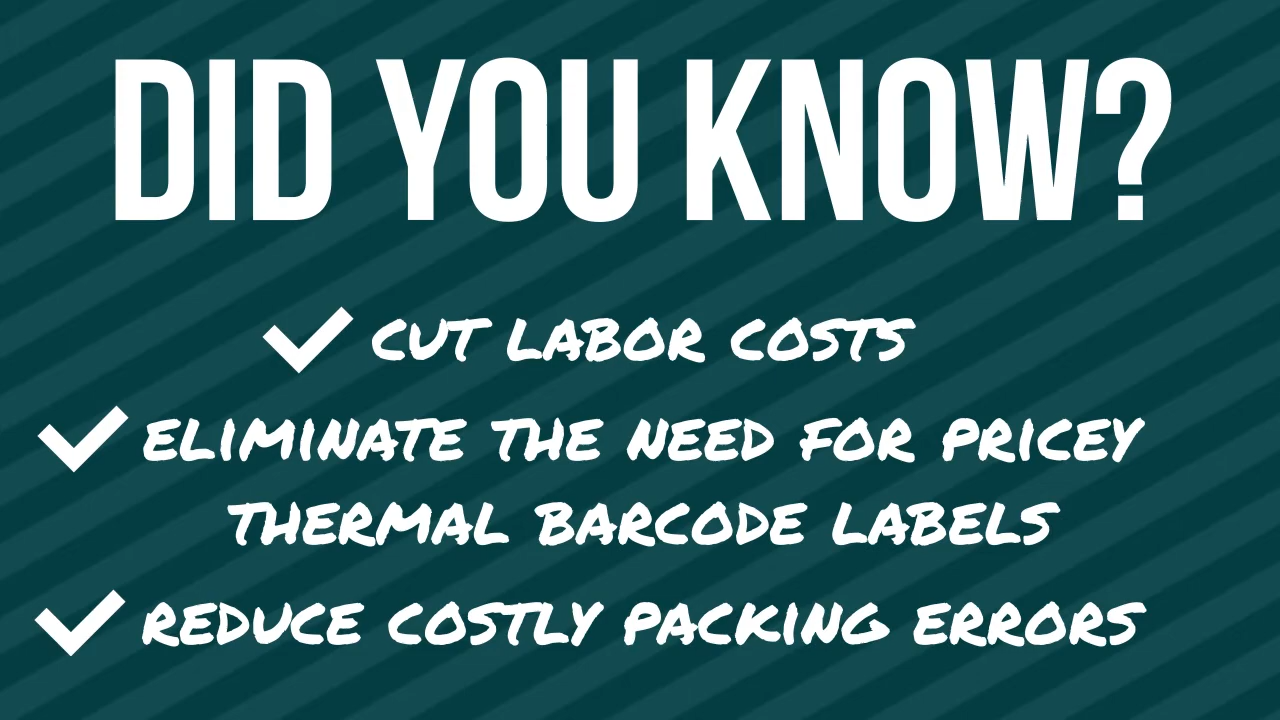 DID YOU KNOW?
CUT LABOR COSTS
ELIMINATE THE NEED FOR PRICEY
THERMAL BARCODE LABELS
REDUCE COSTLY PACKING ERRORS